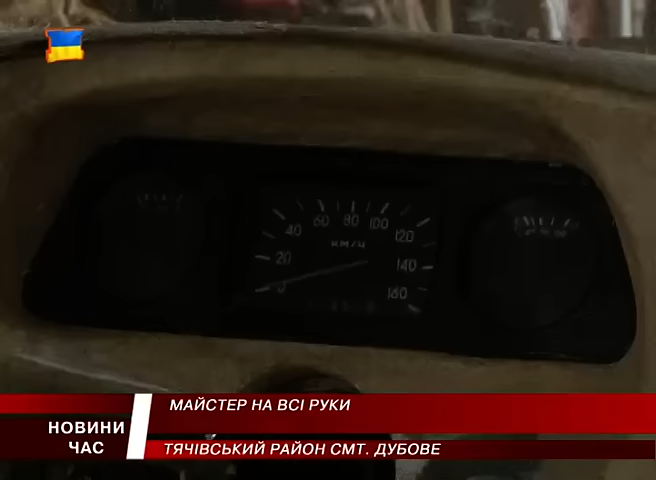 60 80 100
40 120
км/ч
20 140
0 160
МАЙСТЕР НА ВСІ РУКИ
НОВИНИ
ЧАС
ТЯЧІВСЬКИЙ РАЙОН СМТ. ДУБОВЕ